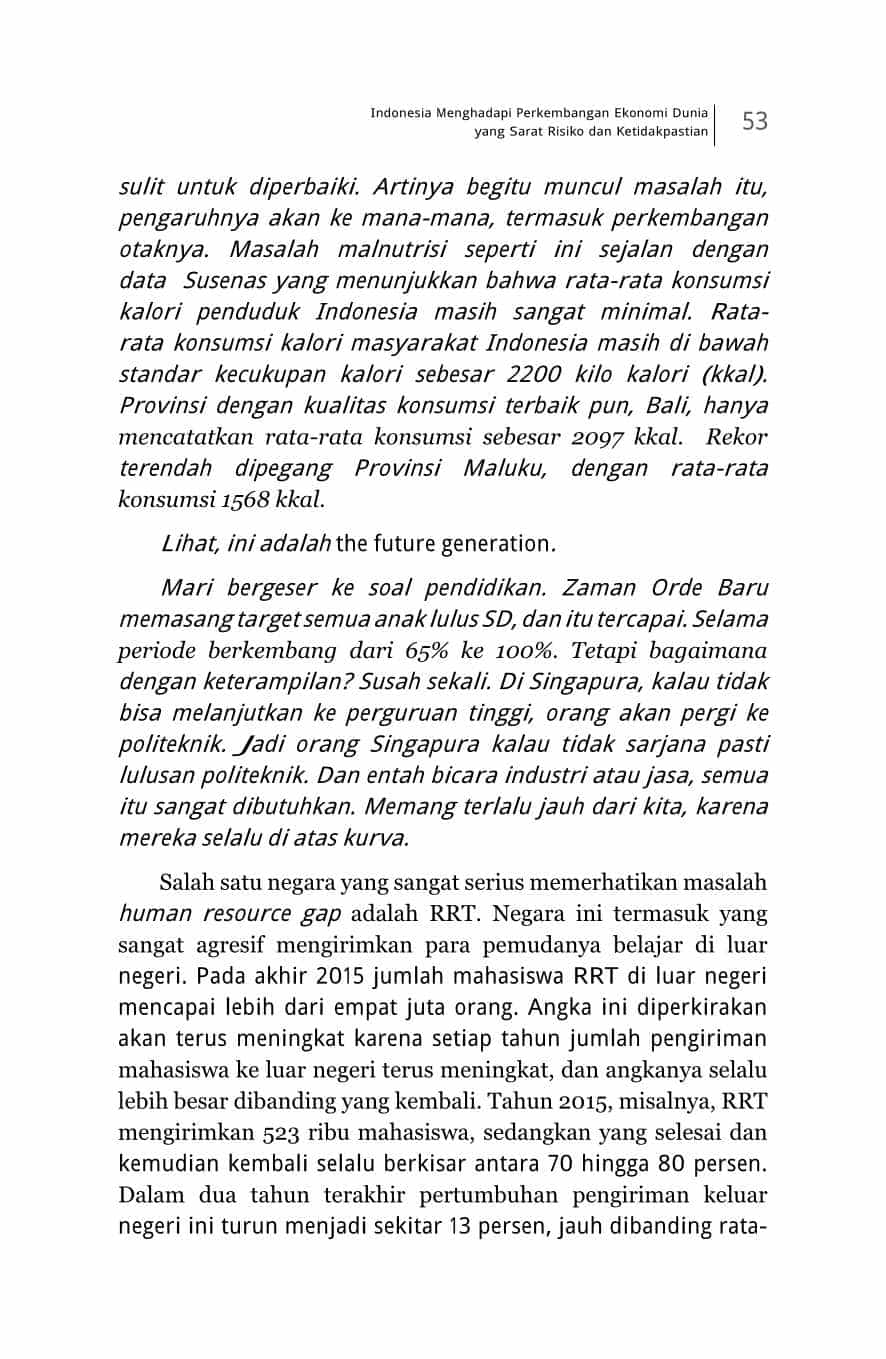 Indonesia Menghadapi Perkembangan Ekonomi Dunia
yang Sarat Risiko dan Ketidakpastian
53
sulit untuk diperbaiki. Artinya begitu muncul masalah itu,
pengaruhnya akan ke mana-mana, termasuk perkembangan
otaknya. Masalah malnutrisi seperti ini sejalan dengan
data Susenas yang menunjukkan bahwa rata-rata konsumsi
kalori penduduk Indonesia masih sangat minimal. Rata-
rata konsumsi kalori masyarakat Indonesia masih di bawah
standar kecukupan kalori sebesar 2200 kilo kalori (kkal).
Provinsi dengan kualitas konsumsi terbaik pun, Bali, hanya
mencatatkan rata-rata konsumsi sebesar 2097 kkal. Rekor
terendah dipegang Provinsi Maluku, dengan rata-rata
konsumsi 1568 kkal.
Lihat, ini adalah the future generation.
Mari bergeser ke soal pendidikan. Zaman Orde Baru
memasang target semua anak lulus SD, dan itu tercapai. Selama
periode berkembang dari 65% ke 100%. Tetapi bagaimana
dengan keterampilan? Susah sekali. Di Singapura, kalau tidak
bisa melanjutkan ke perguruan tinggi, orang akan pergi ke
politeknik. Jadi orang Singapura kalau tidak sarjana pasti
lulusan politeknik. Dan entah bicara industri atau jasa, semua
itu sangat dibutuhkan. Memang terlalu jauh dari kita, karena
mereka selalu di atas kurva.
Salah satu negara yang sangat serius memerhatikan masalah
human resource gap adalah RRT. Negara ini termasuk yang
sangat agresif mengirimkan para pemudanya belajar di luar
negeri. Pada akhir 2015 jumlah mahasiswa RRT di luar negeri
mencapai lebih dari empat juta orang. Angka ini diperkirakan
akan terus meningkat karena setiap tahun jumlah pengiriman
mahasiswa ke luar negeri terus meningkat, dan angkanya selalu
lebih besar dibanding yang kembali. Tahun 2015, misalnya, RRT
mengirimkan 523 ribu mahasiswa, sedangkan yang selesai dan
kemudian kembali selalu berkisar antara 70 hingga 80 persen.
Dalam dua tahun terakhir pertumbuhan pengiriman keluar
negeri ini turun menjadi sekitar 13 persen, jauh dibanding rata-